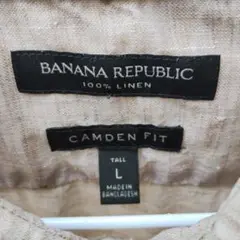 BANANA REPUBLIC
100% LINEN
CAMDEN FIT
TALL
L
MADE IN
BANGLADESH